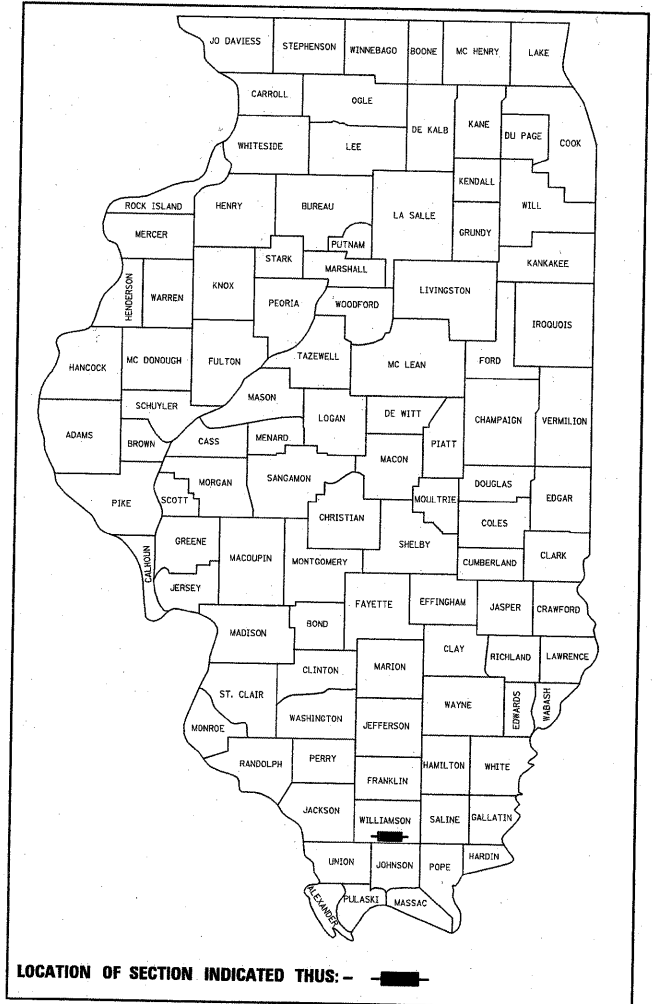 JO DAVIESS
STEPHENSON
WINNEBAGO
BOONE
MC HENRY
LAKE
CARROLL
OGLE
DE KALB
KANE
DU PAGE
COOK
WHITESIDE
LEE
KENDALL
WILL
ROCK ISLAND
HENRY
BUREAU
LA SALLE
GRUNDY
MERCER
PUTNAM
STARK
MARSHALL
KANKAKEE
HENDERSON
WARREN
KNOX
PEORIA
WOODFORD
LIVINGSTON
IROQUOIS
HANCOCK
MC DONOUGH
FULTON
TAZEWELL
MC LEAN
FORD
SCHUYLER
MASON
LOGAN
DE WITT
CHAMPAIGN
VERMILION
ADAMS
BROWN
CASS
MENARD
MACON
PIATT
PIKE
SCOTT
MORGAN
SANGAMON
CHRISTIAN
MOULTRIE
DOUGLAS
EDGAR
COLES
CALHOUN
GREENE
MACOUPIN
MONTGOMERY
SHELBY
CUMBERLAND
CLARK
JERSEY
FAYETTE
EFFINGHAM
JASPER
CRAWFORD
MADISON
BOND
CLAY
RICHLAND
LAWRENCE
CLINTON
MARION
ST. CLAIR
WASHINGTON
JEFFERSON
WAYNE
EDWARDS
WABASH
MONROE
RANDOLPH
PERRY
HAMILTON
WHITE
FRANKLIN
JACKSON
WILLIAMSON
SALINE
GALLATIN
UNION
JOHNSON
POPE
HARDIN
ALEXANDER
PULASKI
MASSAC
LOCATION OF SECTION INDICATED THUS: -